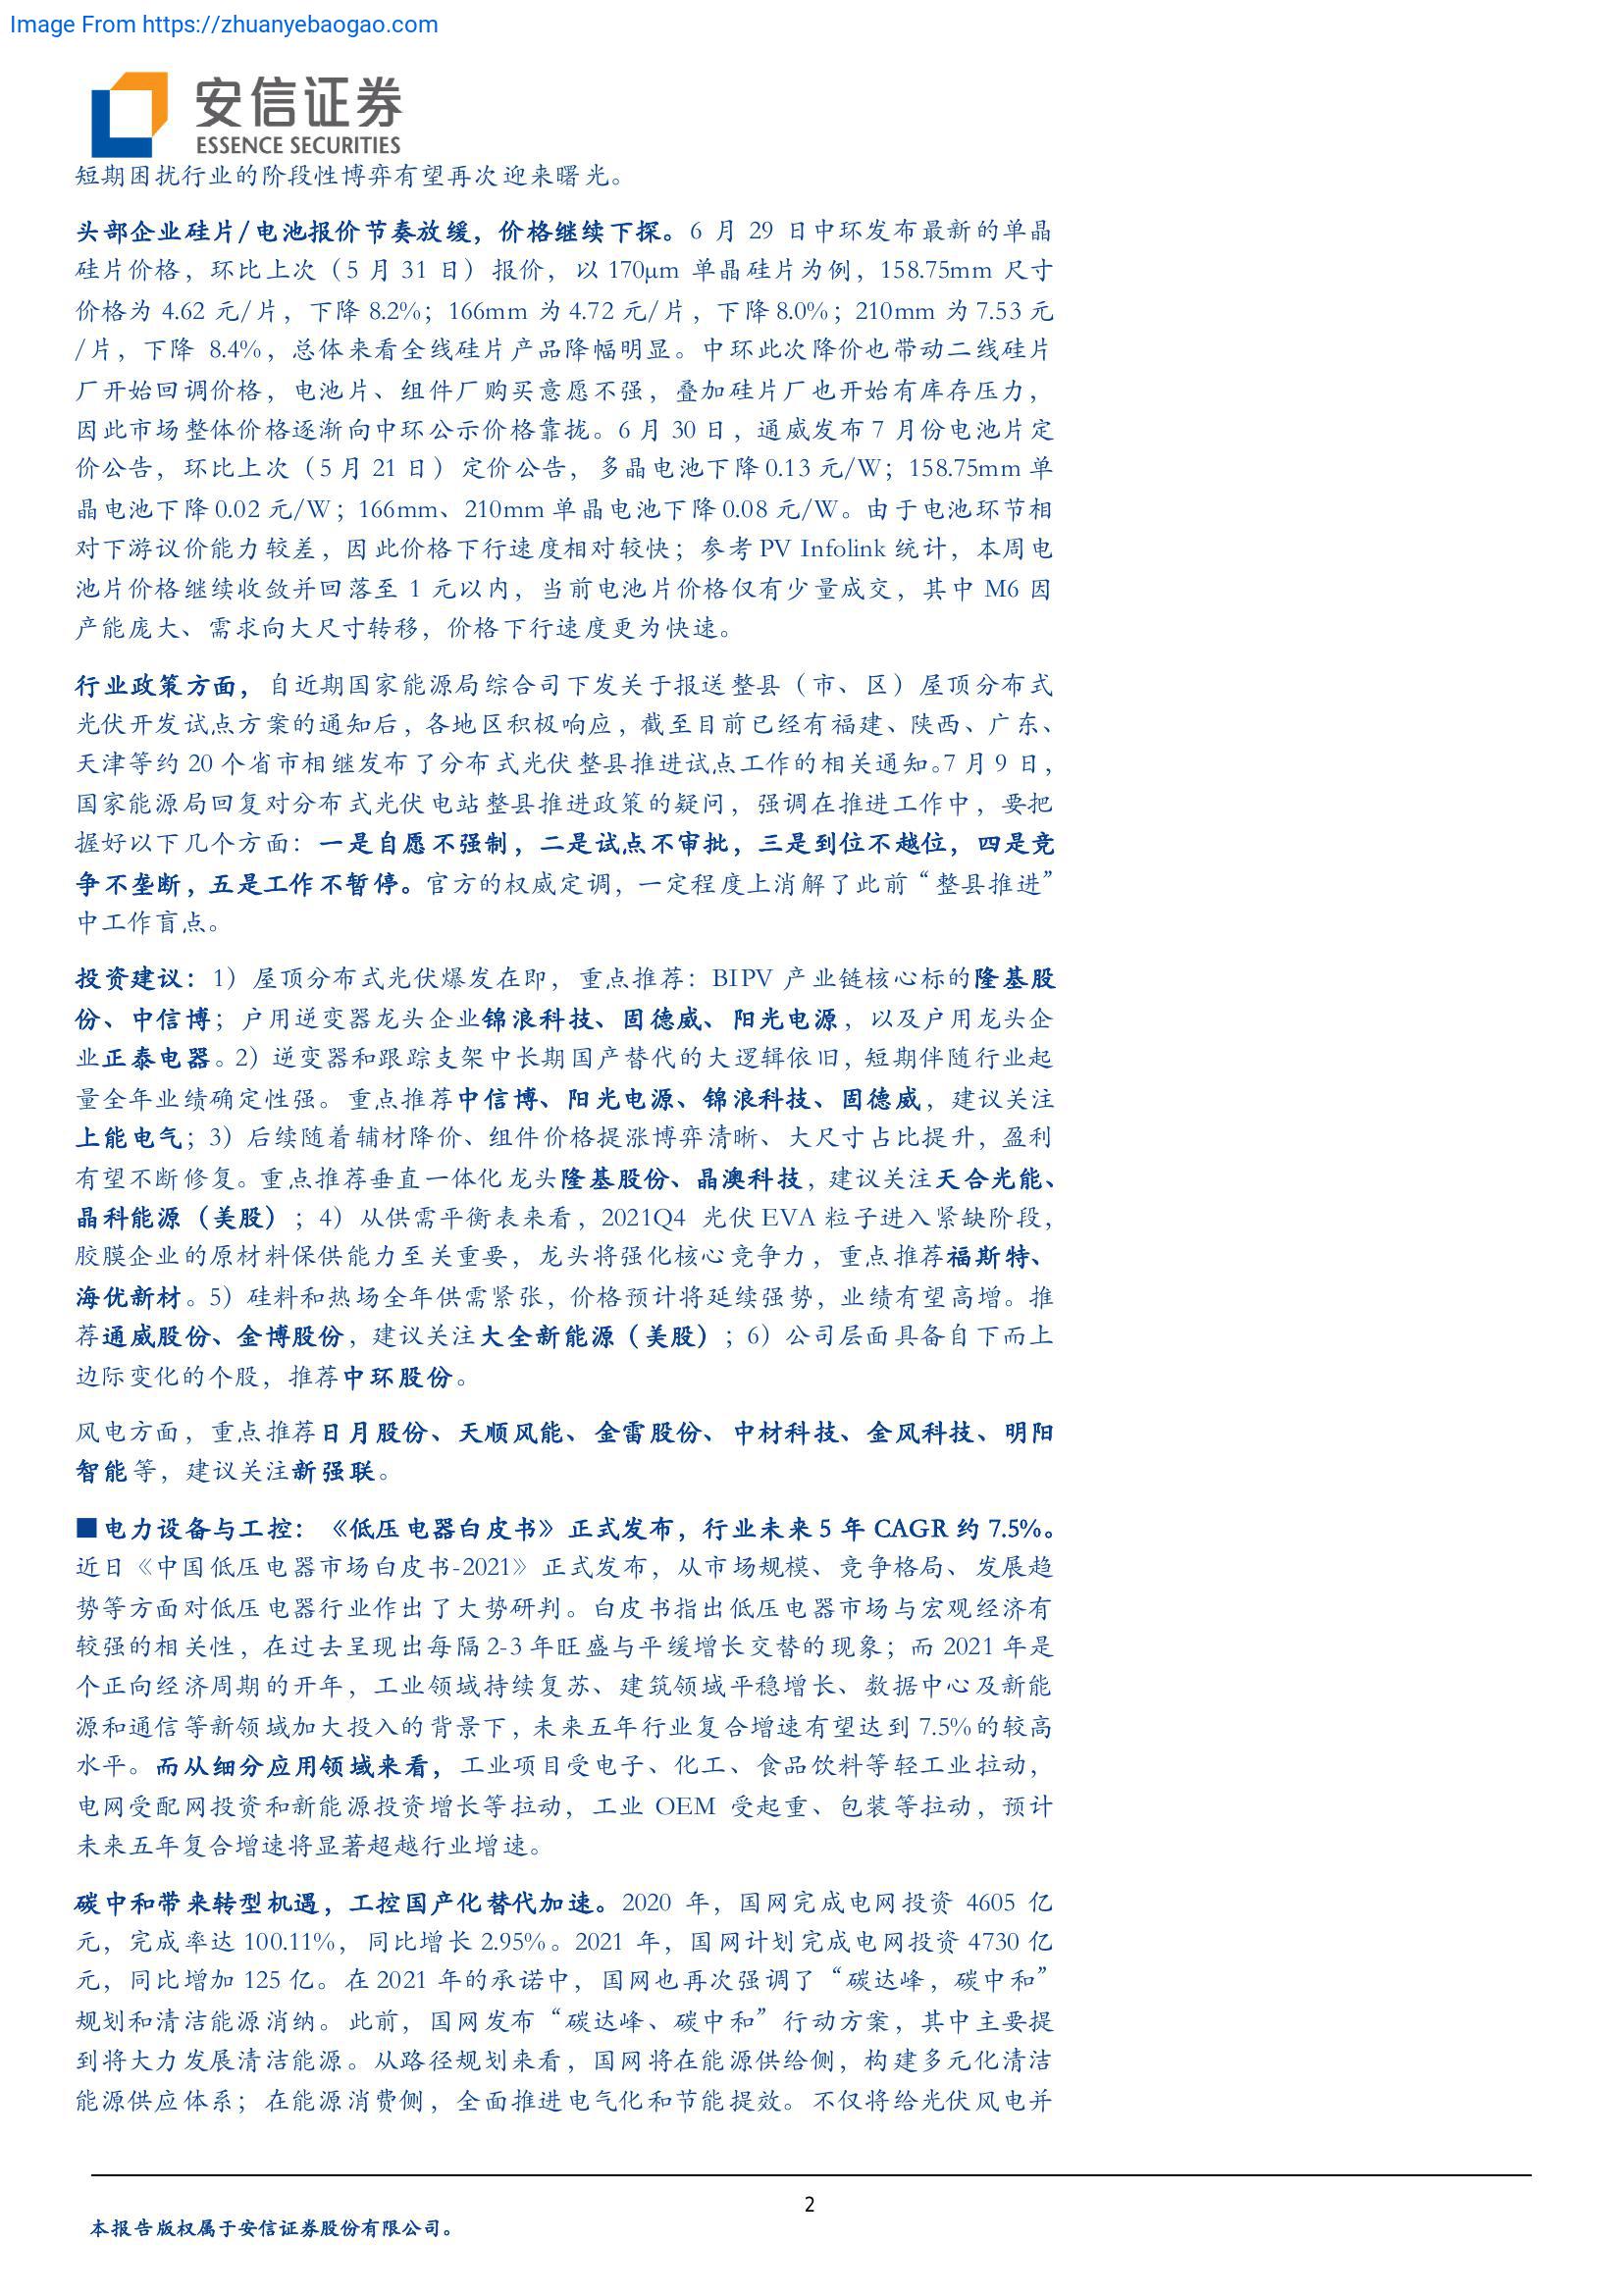 Image From https://zhuanyebaogao.com
安信证券
ESSENCE SECURITIES
短期困扰行业的阶段性博弈有望再次迎来曙光。
头部企业硅片/电池报价节奏放缓，价格继续下探。6 月 29 日中环发布最新的单晶
硅片价格，环比上次（5 月 31 日）报价，以 170μm 单晶硅片为例，158.75mm 尺寸
价格为 4.62 元/片，下降 8.2%；166mm 为 4.72 元/片，下降 8.0%；210mm 为 7.53 元
/片，下降 8.4%，总体来看全线硅片产品降幅明显。中环此次降价也带动二线硅片
厂开始回调价格，电池片、组件厂购买意愿不强，叠加硅片厂也开始有库存压力，
因此市场整体价格逐渐向中环公示价格靠拢。6 月 30 日，通威发布 7 月份电池片定
价公告，环比上次（5 月 21 日）定价公告，多晶电池下降 0.13 元/W；158.75mm 单
晶电池下降 0.02 元/W；166mm、210mm 单晶电池下降 0.08 元/W。由于电池环节相
对下游议价能力较差，因此价格下行速度相对较快；参考 PV Infolink 统计，本周电
池片价格继续收敛并回落至 1 元以内，当前电池片价格仅有少量成交，其中 M6 因
产能庞大、需求向大尺寸转移，价格下行速度更为快速。
行业政策方面，自近期国家能源局综合司下发关于报送整县（市、区）屋顶分布式
光伏开发试点方案的通知后，各地区积极响应，截至目前已经有福建、陕西、广东、
天津等约 20 个省市相继发布了分布式光伏整县推进试点工作的相关通知。7 月 9 日，
国家能源局回复对分布式光伏电站整县推进政策的疑问，强调在推进工作中，要把
握好以下几个方面：一是自愿不强制，二是试点不审批，三是到位不越位，四是竞
争不垄断，五是工作不暂停。官方的权威定调，一定程度上消解了此前“整县推进”
中工作盲点。
投资建议：1）屋顶分布式光伏爆发在即，重点推荐：BIPV 产业链核心标的隆基股
份、中信博；户用逆变器龙头企业锦浪科技、固德威、阳光电源，以及户用龙头企
业正泰电器。2）逆变器和跟踪支架中长期国产替代的大逻辑依旧，短期伴随行业起
量全年业绩确定性强。重点推荐中信博、阳光电源、锦浪科技、固德威，建议关注
上能电气；3）后续随着辅材降价、组件价格提涨博弈清晰、大尺寸占比提升，盈利
有望不断修复。重点推荐垂直一体化龙头隆基股份、晶澳科技，建议关注天合光能、
晶科能源（美股）；4）从供需平衡表来看，2021Q4 光伏 EVA 粒子进入紧缺阶段，
胶膜企业的原材料保供能力至关重要，龙头将强化核心竞争力，重点推荐福斯特、
海优新材。5）硅料和热场全年供需紧张，价格预计将延续强势，业绩有望高增。推
荐通威股份、金博股份，建议关注大全新能源（美股）；6）公司层面具备自下而上
边际变化的个股，推荐中环股份。
风电方面，重点推荐日月股份、天顺风能、金雷股份、中材科技、金风科技、明阳
智能等，建议关注新强联。
■电力设备与工控：《低压电器白皮书》正式发布，行业未来 5 年 CAGR 约 7.5%。
近日《中国低压电器市场白皮书-2021》正式发布，从市场规模、竞争格局、发展趋
势等方面对低压电器行业作出了大势研判。白皮书指出低压电器市场与宏观经济有
较强的相关性，在过去呈现出每隔 2-3 年旺盛与平缓增长交替的现象；而 2021 年是
个正向经济周期的开年，工业领域持续复苏、建筑领域平稳增长、数据中心及新能
源和通信等新领域加大投入的背景下，未来五年行业复合增速有望达到 7.5%的较高
水平。而从细分应用领域来看，工业项目受电子、化工、食品饮料等轻工业拉动，
电网受配网投资和新能源投资增长等拉动，工业 OEM 受起重、包装等拉动，预计
未来五年复合增速将显著超越行业增速。
碳中和带来转型机遇，工控国产化替代加速。2020 年，国网完成电网投资 4605 亿
元，完成率达 100.11%，同比增长 2.95%。2021 年，国网计划完成电网投资 4730 亿
元，同比增加 125 亿。在 2021 年的承诺中，国网也再次强调了“碳达峰，碳中和”
规划和清洁能源消纳。此前，国网发布“碳达峰、碳中和”行动方案，其中主要提
到将大力发展清洁能源。从路径规划来看，国网将在能源供给侧，构建多元化清洁
能源供应体系；在能源消费侧，全面推进电气化和节能提效。不仅将给光伏风电并
2
本报告版权属于安信证券股份有限公司。